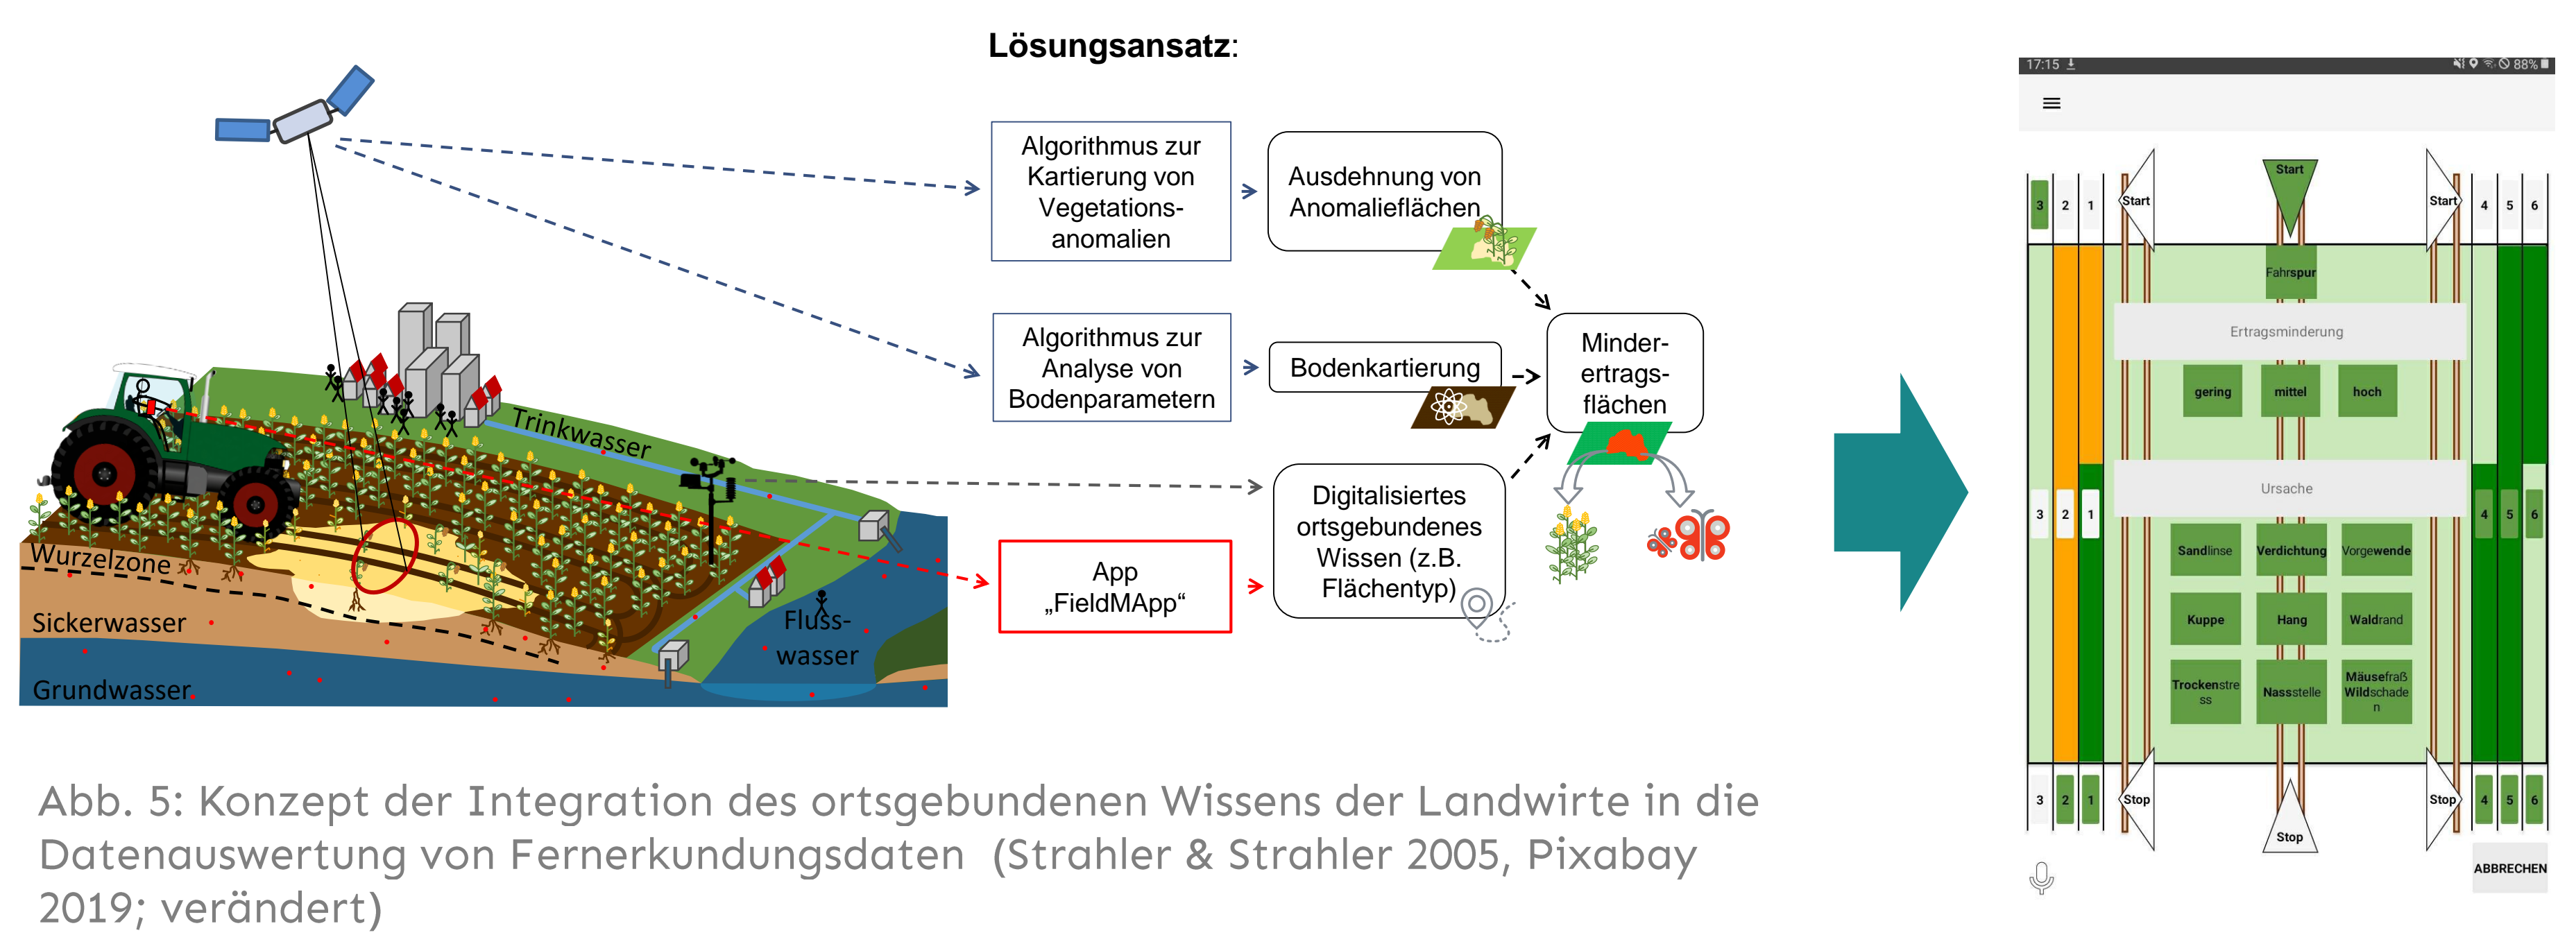 Lösungsansatz:
Algorithmus zur
Kartierung von
Vegetations-
anomalien
Ausdehnung von
Anomalieflächen
Algorithmus zur
Analyse von
Bodenparametern
Bodenkartierung
Minder-
ertrags-
flächen
App
„FieldMApp“
Digitalisiertes
ortsgebundenes
Wissen (z.B.
Flächentyp)
Trinkwasser
Wurzelzone
Sickerwasser
Grundwasser
Fluss-
wasser
17:15 88%
Start
Start Start
3 2 1 4 5 6
Fahrspur
Ertragsminderung
gering mittel hoch
Ursache
3 2 1 4 5 6
Sandlinse Verdichtung Vorgewende
Kuppe Hang Waldrand
Trockenstre
ss
Nassstelle
Mäusefraß
Wildschade
n
3 2 1 Stop Stop 4 5 6
Stop
ABBRECHEN
Abb. 5: Konzept der Integration des ortsgebundenen Wissens der Landwirte in die
Datenauswertung von Fernerkundungsdaten (Strahler & Strahler 2005, Pixabay
2019; verändert)